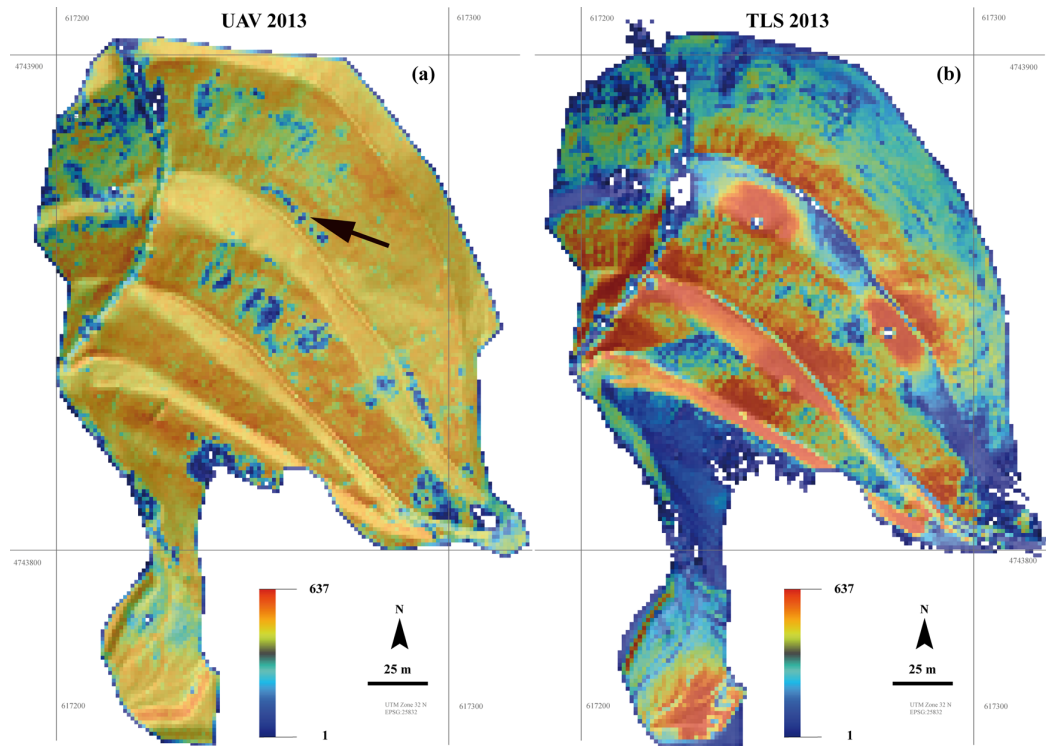 UAV 2013
TLS 2013
617200
617300
617200
617300
4743900
(a)
(b)
4743900
4743800
4743800
637
1
N
25 m
UTM Zone 32 N
EPSG:25832
637
1
N
25 m
UTM Zone 32 N
EPSG:25832
617200
617300
617200
617300